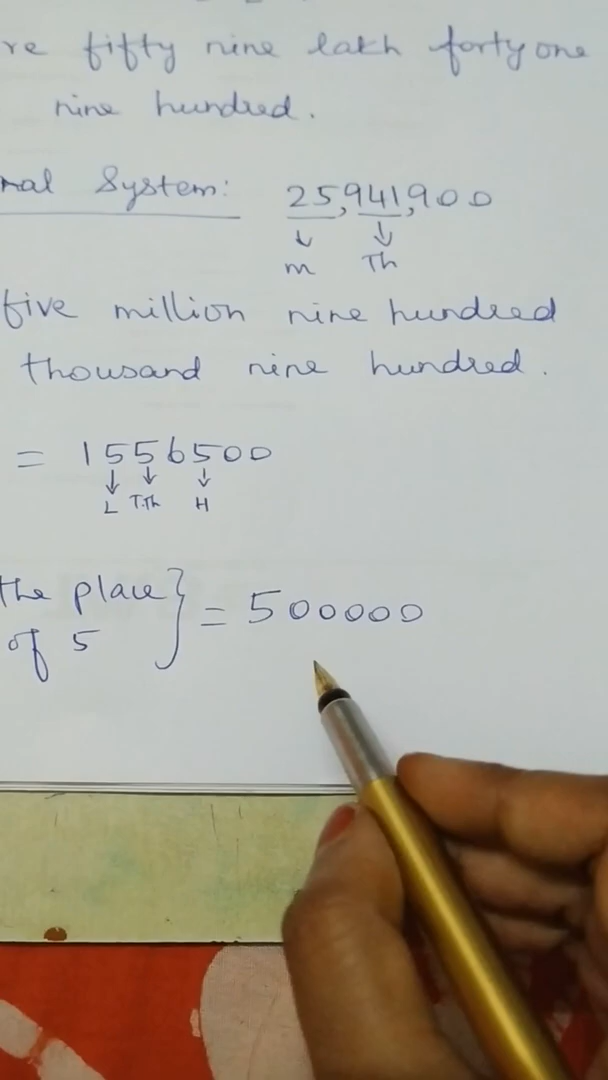 re fifty nine lakh forty one
nine hundred.
nal System: 25,941,900
↓ ↓
m Th
five million nine hundred
thousand nine hundred.
= 1556500
↓ ↓ ↓
L T.Th H
the place } = 500000
of 5